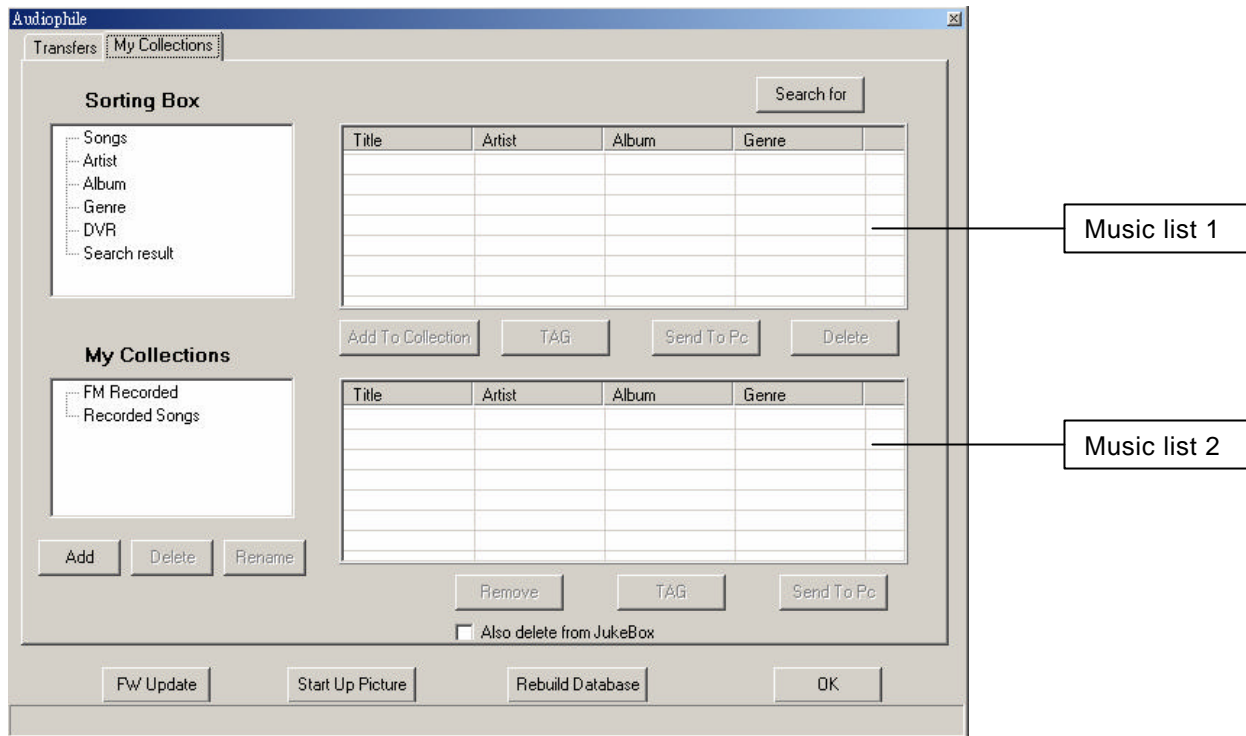 Audiophile
Transfers
My Collections
Sorting Box
Search for
Songs
Artist
Album
Genre
DVR
Search result
Title Artist Album Genre
Music list 1
Add To Collection TAG Send To Pc Delete
My Collections
FM Recorded
Recorded Songs
Title Artist Album Genre
Music list 2
Add Delete Rename
Remove TAG Send To Pc
Also delete from JukeBox
FW Update Start Up Picture Rebuild Database OK